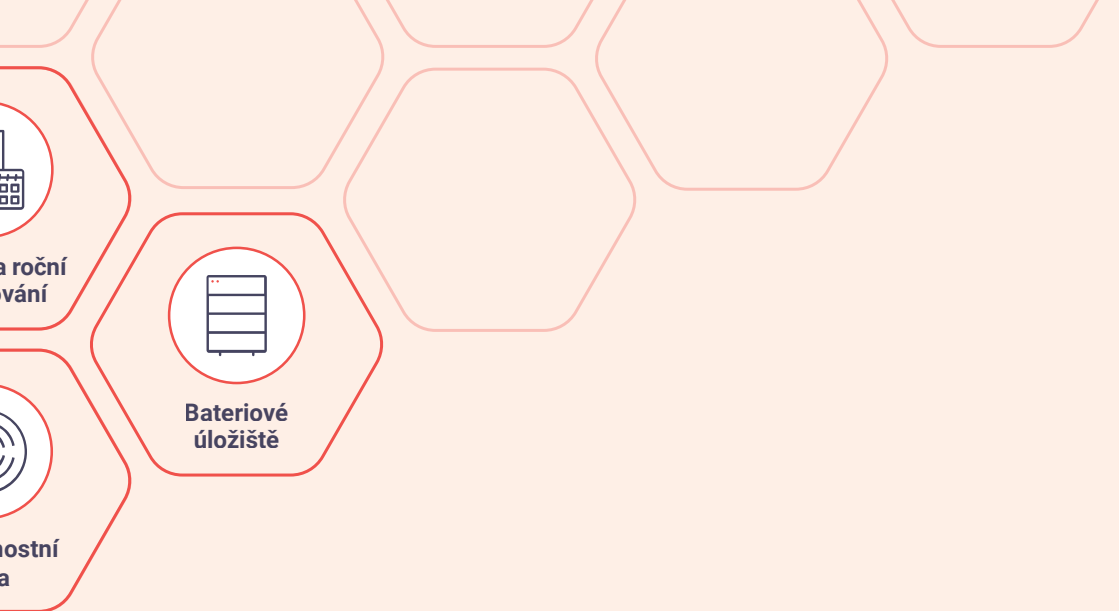 a roční
ování
Bateriové
úložiště
nostní
a